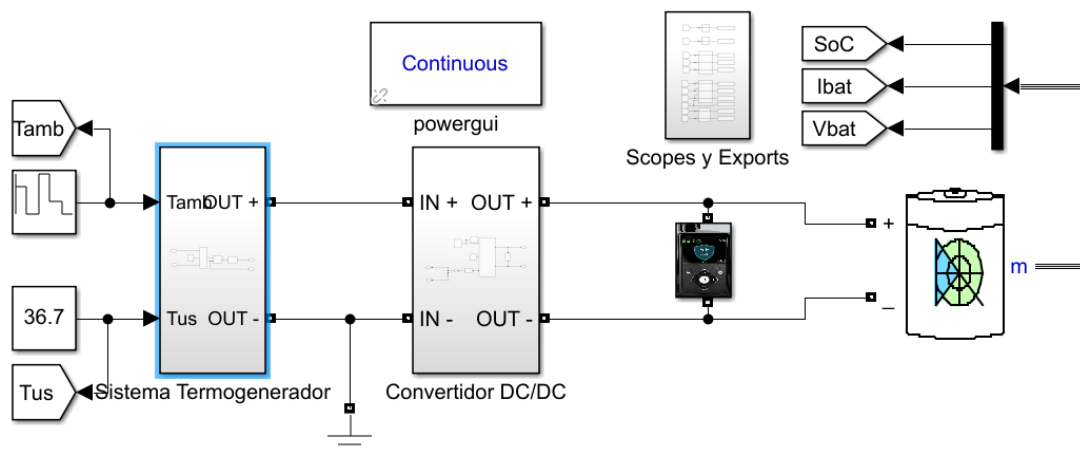 Continuous
powergui
Scopes y Exports
SoC
Ibat
Vbat
Tamb
Tamb
OUT +
Tus
OUT -
Sistema Termogenerador
36.7
Tus
IN +
OUT +
IN -
OUT -
Convertidor DC/DC
+
_
m